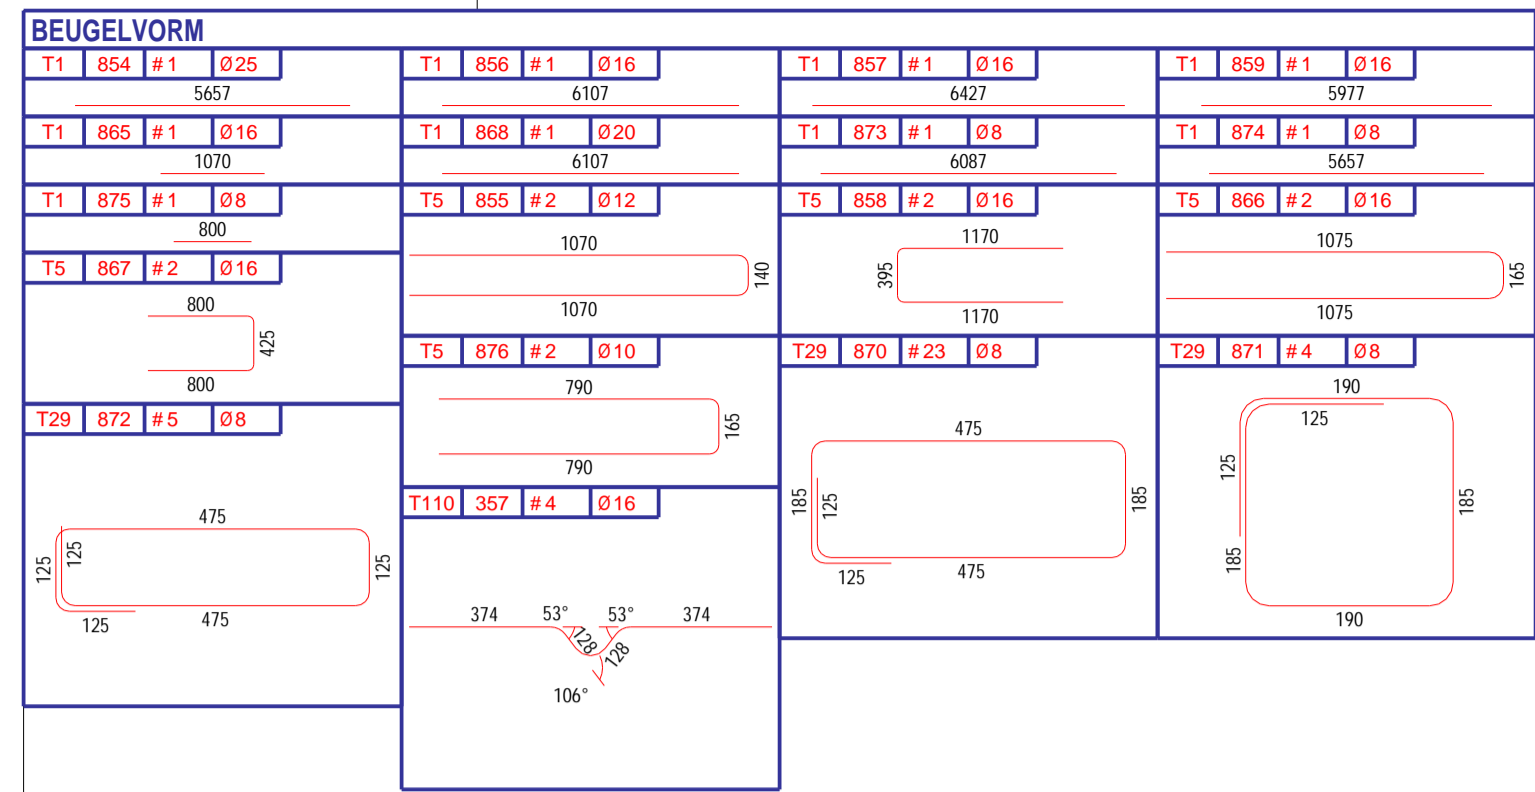 BEUGELVORM
T1 854 #1 Ø25
5657
T1 856 #1 Ø16
6107
T1 857 #1 Ø16
6427
T1 859 #1 Ø16
5977
T1 865 #1 Ø16
1070
T1 868 #1 Ø20
6107
T1 873 #1 Ø8
6087
T1 874 #1 Ø8
5657
T1 875 #1 Ø8
800
T5 855 #2 Ø12
1070
140
1070
T5 858 #2 Ø16
1170
395
1170
T5 866 #2 Ø16
1075
165
1075
T5 867 #2 Ø16
800
425
800
T5 876 #2 Ø10
790
165
790
T29 870 #23 Ø8
475
185
125
185
125
475
T29 871 #4 Ø8
190
125
125
185
185
190
T29 872 #5 Ø8
475
125
125
125
125
475
T110 357 #4 Ø16
374
53°
53°
374
128
128
106°